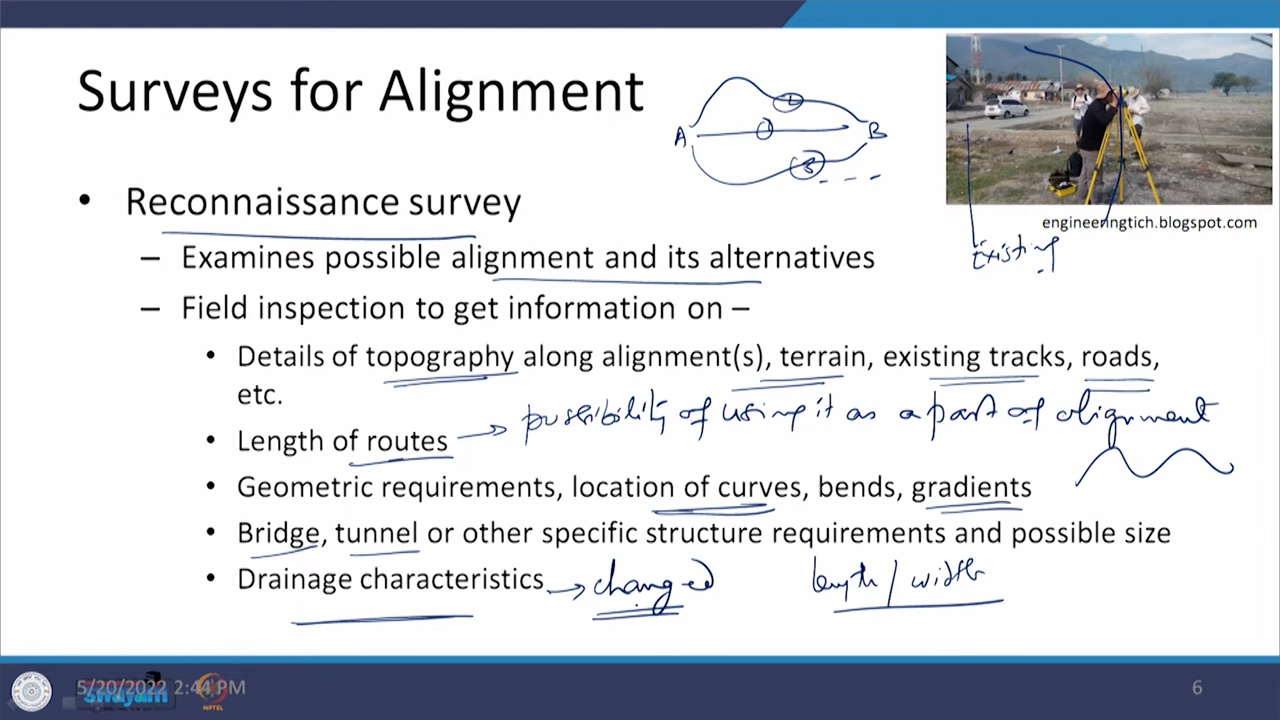 Surveys for Alignment
A 1 2 3 B
engineeringtich.blogspot.com
Existing
• Reconnaissance survey
– Examines possible alignment and its alternatives
– Field inspection to get information on –
• Details of topography along alignment(s), terrain, existing tracks, roads,
etc.
possibility of using it as a part of alignment
• Length of routes
• Geometric requirements, location of curves, bends, gradients
• Bridge, tunnel or other specific structure requirements and possible size
• Drainage characteristics → changed length / width
5/20/2022 2:44 PM
swayam
NPTEL
6